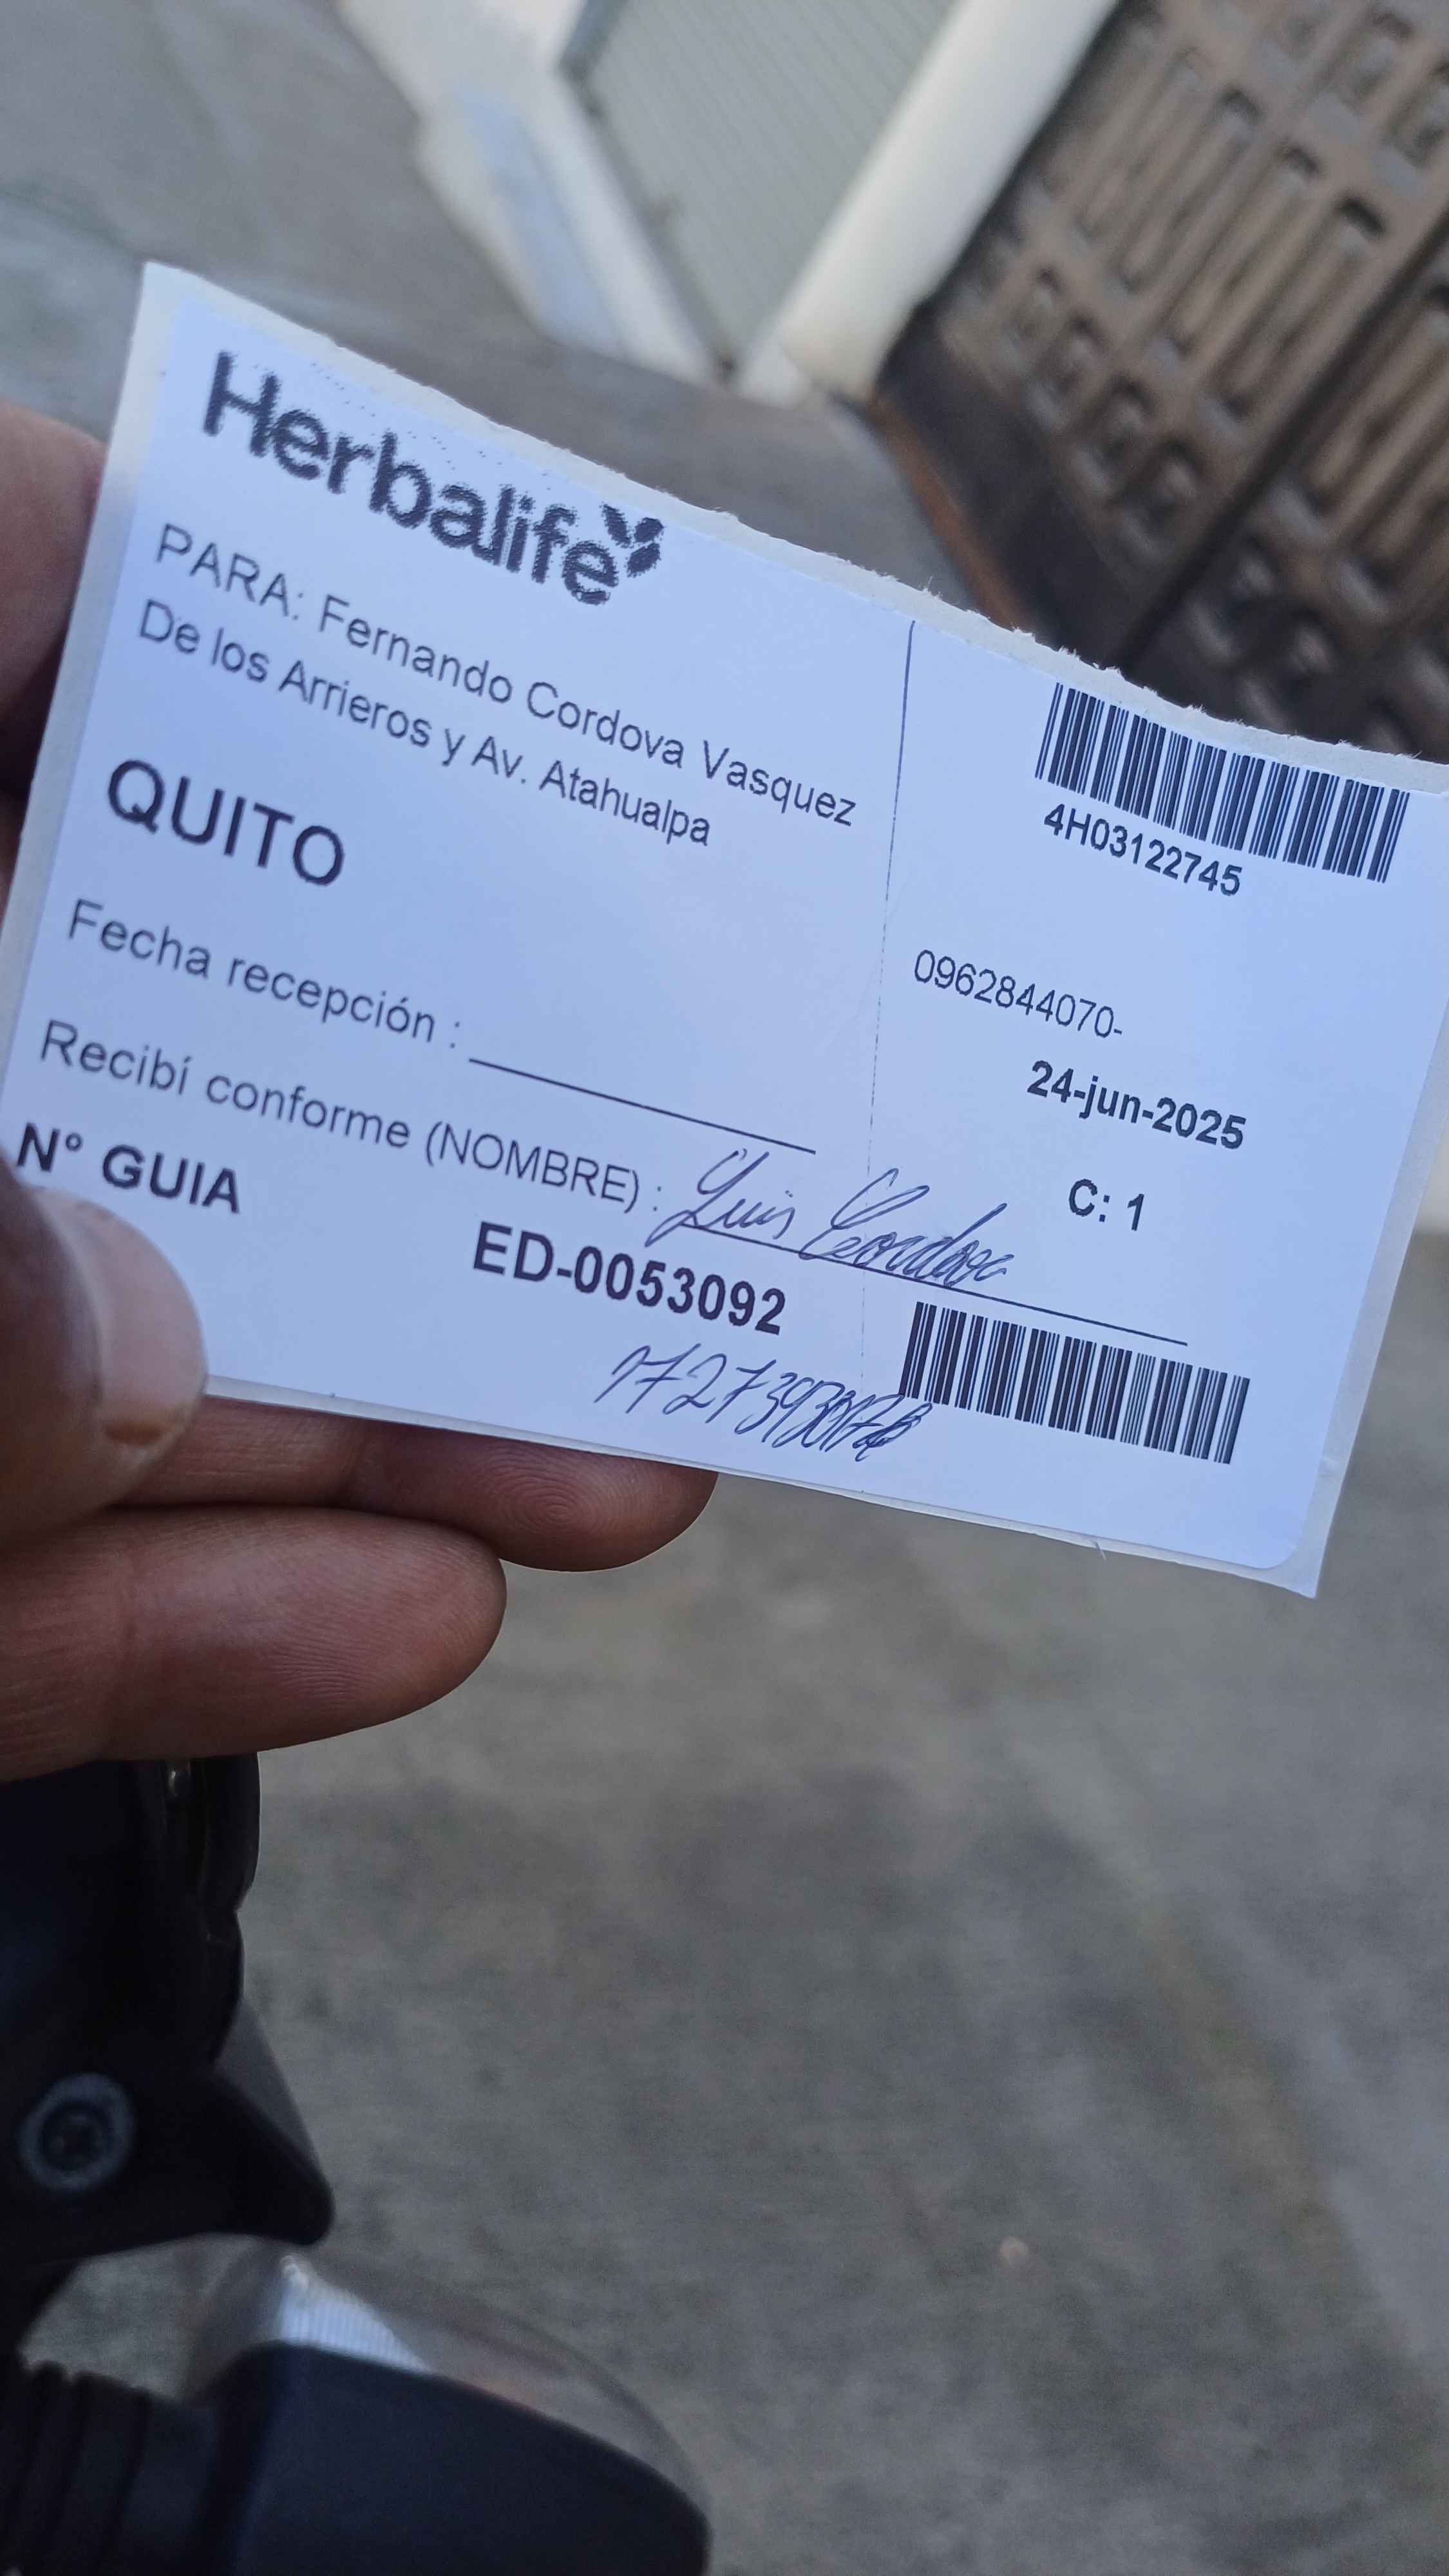 Herbalife
PARA: Fernando Cordova Vasquez
De los Arrieros y Av. Atahualpa
QUITO
4H03122745
0962844070-
24-jun-2025
C: 1
Fecha recepción : 
Recibí conforme (NOMBRE) : Luis Cordova
N° GUIA
ED-0053092